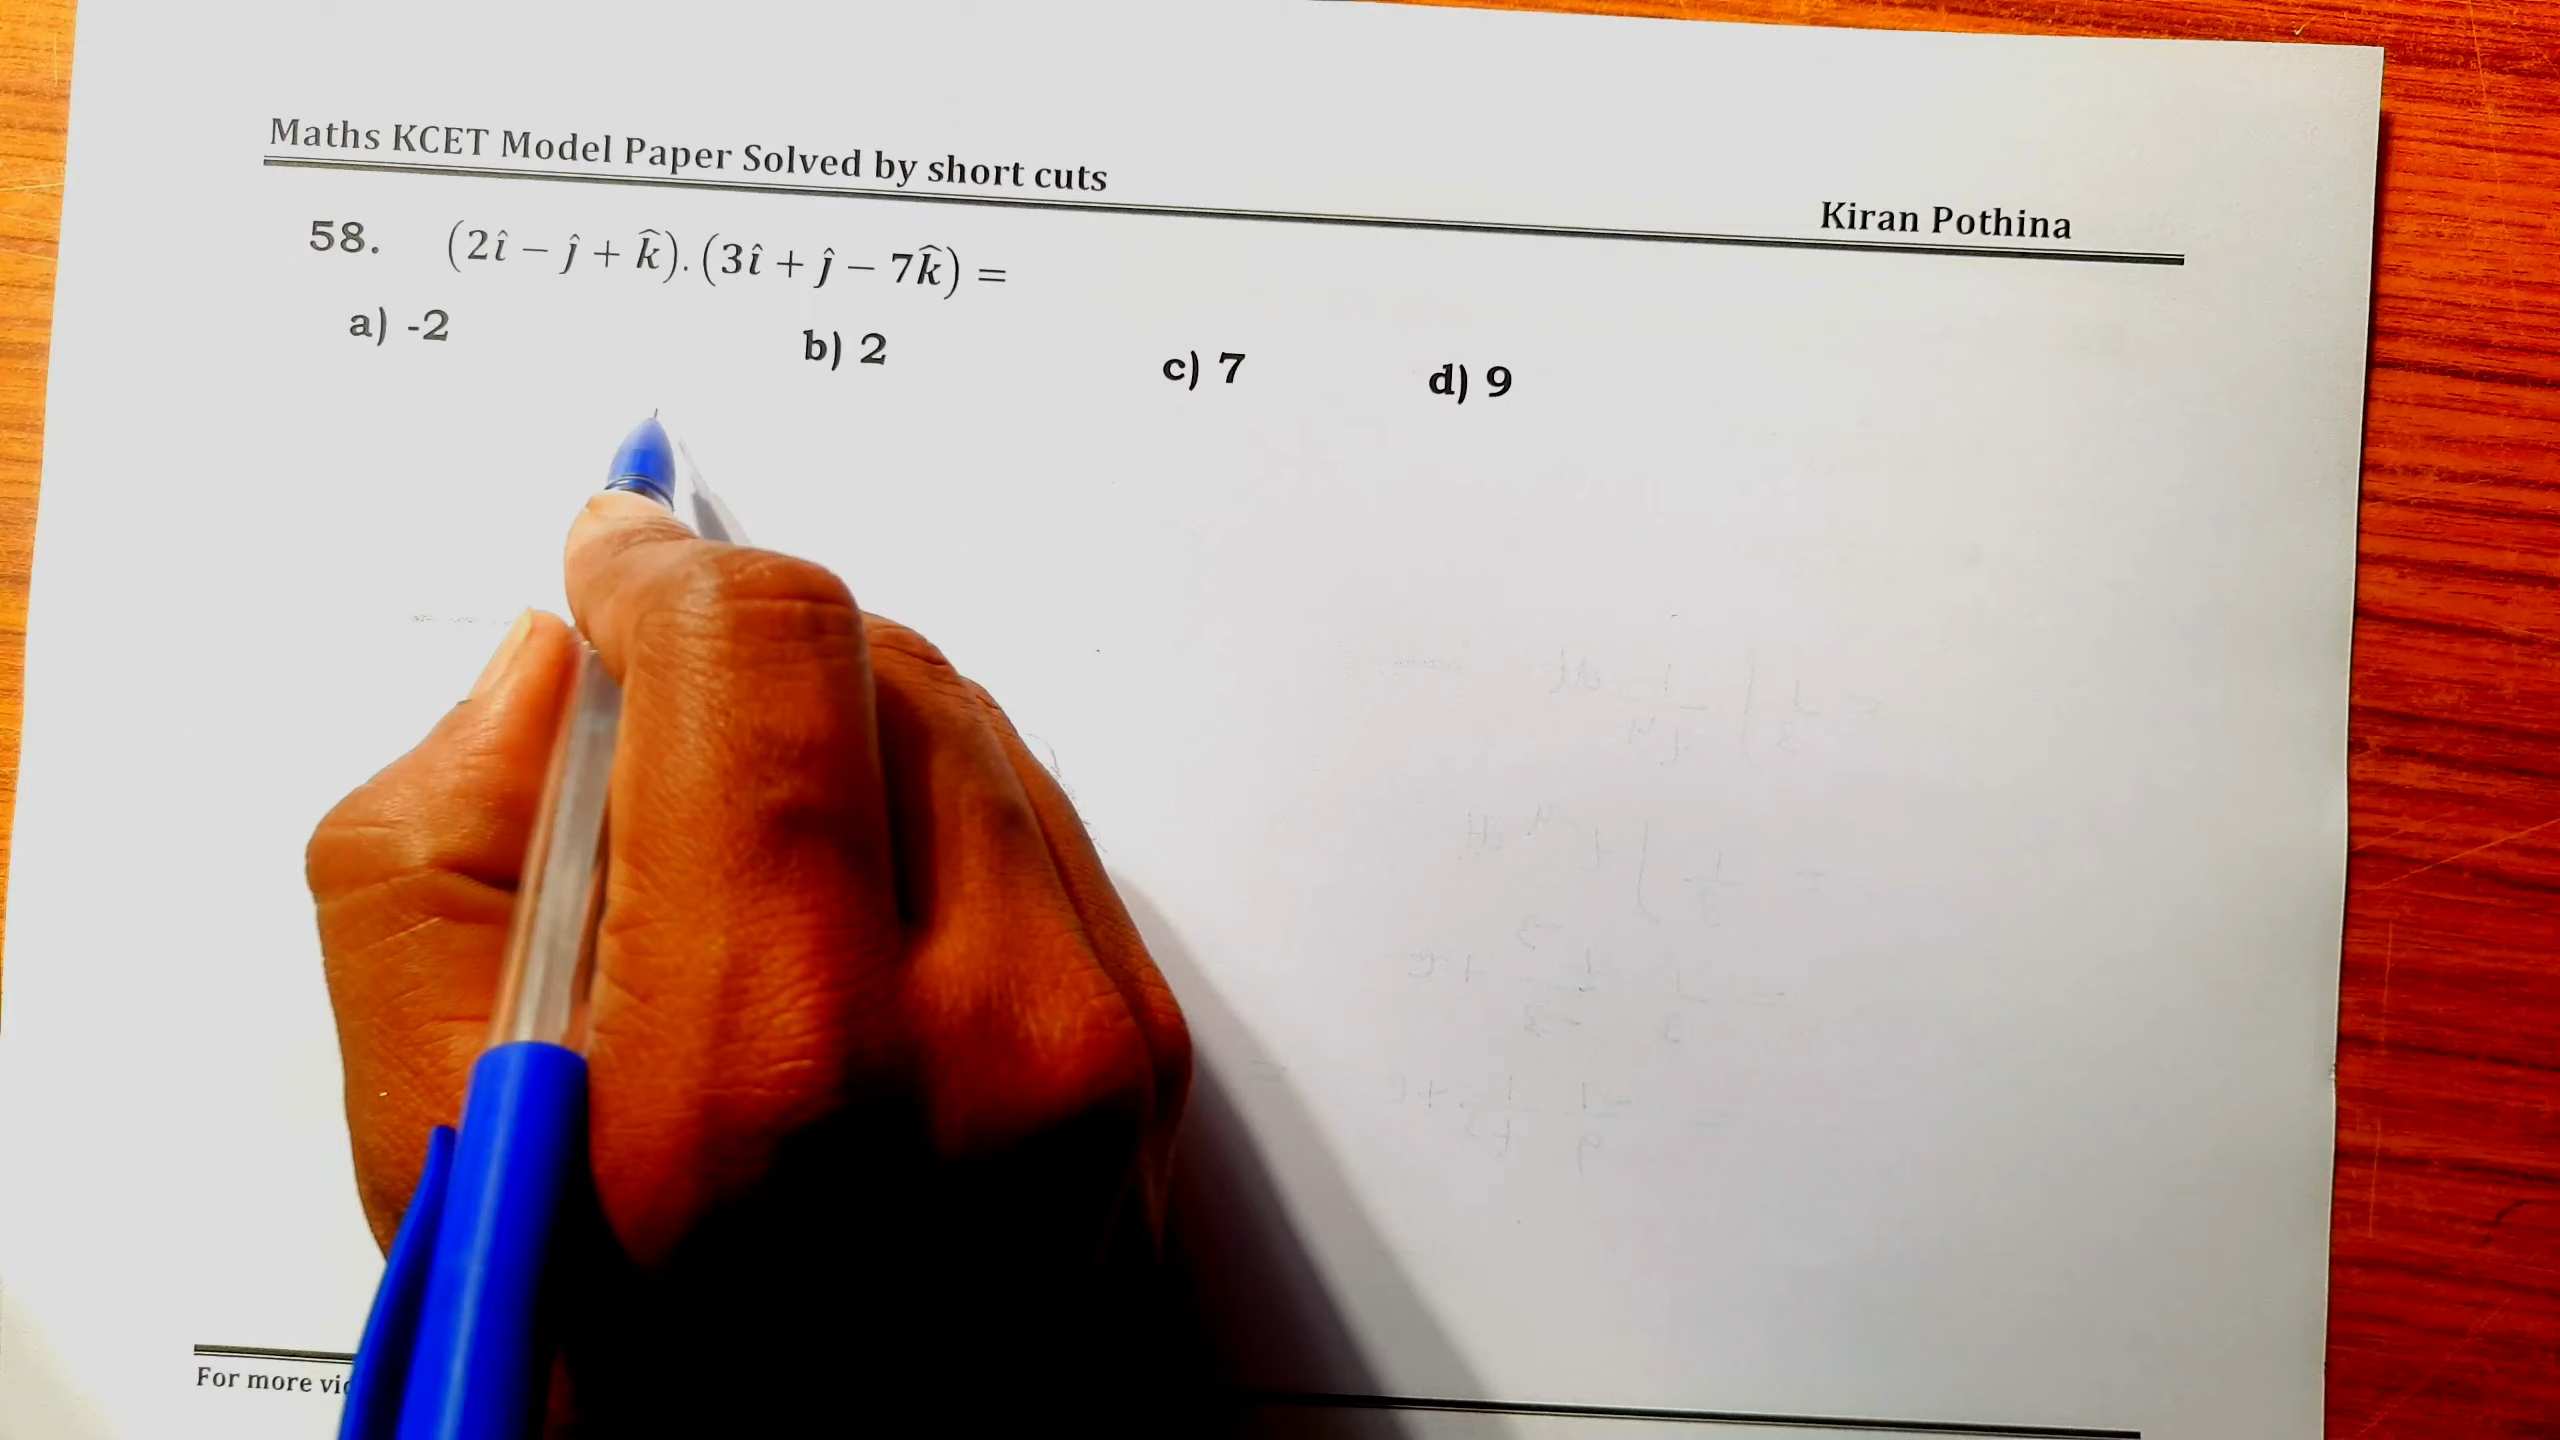 Maths KCET Model Paper Solved by short cuts
Kiran Pothina
58. (2î − ĵ + k̂). (3î + ĵ − 7k̂) =
a) -2 b) 2 c) 7 d) 9
For more